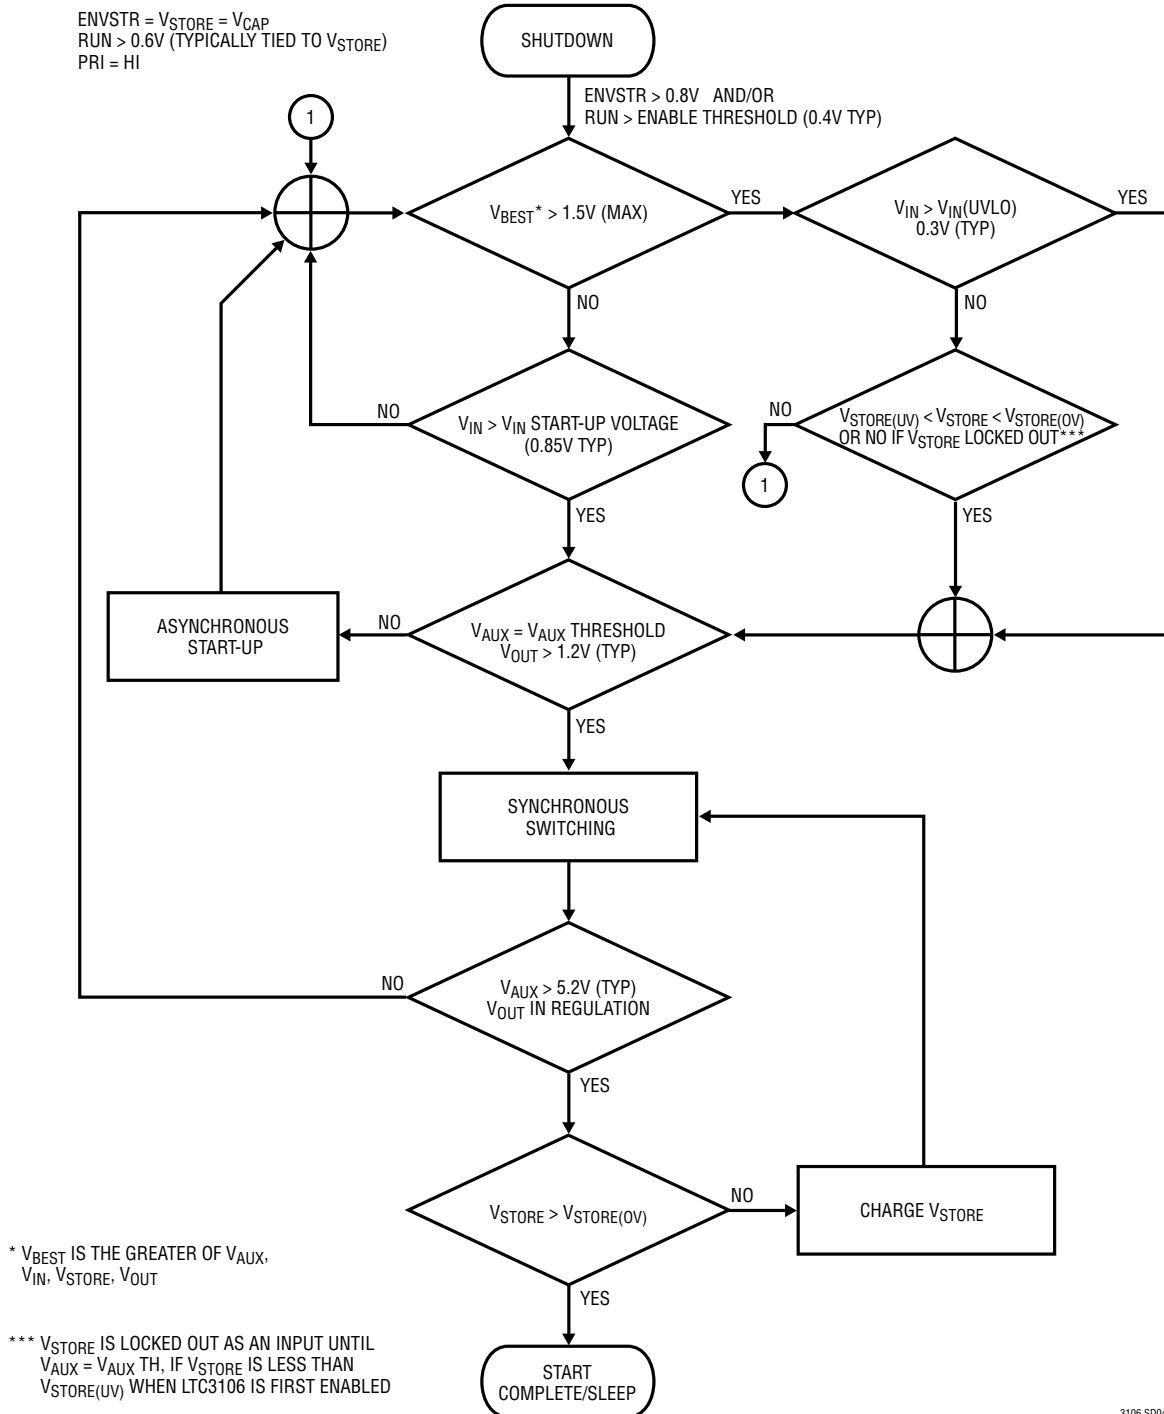 ENVSTR = VSTORE = VCAP
RUN > 0.6V (TYPICALLY TIED TO VSTORE)
PRI = HI
SHUTDOWN
ENVSTR > 0.8V AND/OR
RUN > ENABLE THRESHOLD (0.4V TYP)
1
VBEST* > 1.5V (MAX)
YES
VIN > VIN(UVLO)
0.3V (TYP)
YES
NO
NO
NO
VIN > VIN START-UP VOLTAGE
(0.85V TYP)
NO
VSTORE(UV) < VSTORE < VSTORE(OV)
OR NO IF VSTORE LOCKED OUT***
1
YES
YES
ASYNCHRONOUS
START-UP
NO
VAUX = VAUX THRESHOLD
VOUT > 1.2V (TYP)
YES
SYNCHRONOUS
SWITCHING
NO
VAUX > 5.2V (TYP)
VOUT IN REGULATION
YES
VSTORE > VSTORE(OV)
NO
CHARGE VSTORE
* VBEST IS THE GREATER OF VAUX,
VIN, VSTORE, VOUT
YES
*** VSTORE IS LOCKED OUT AS AN INPUT UNTIL
VAUX = VAUX TH, IF VSTORE IS LESS THAN
VSTORE(UV) WHEN LTC3106 IS FIRST ENABLED
START
COMPLETE/SLEEP